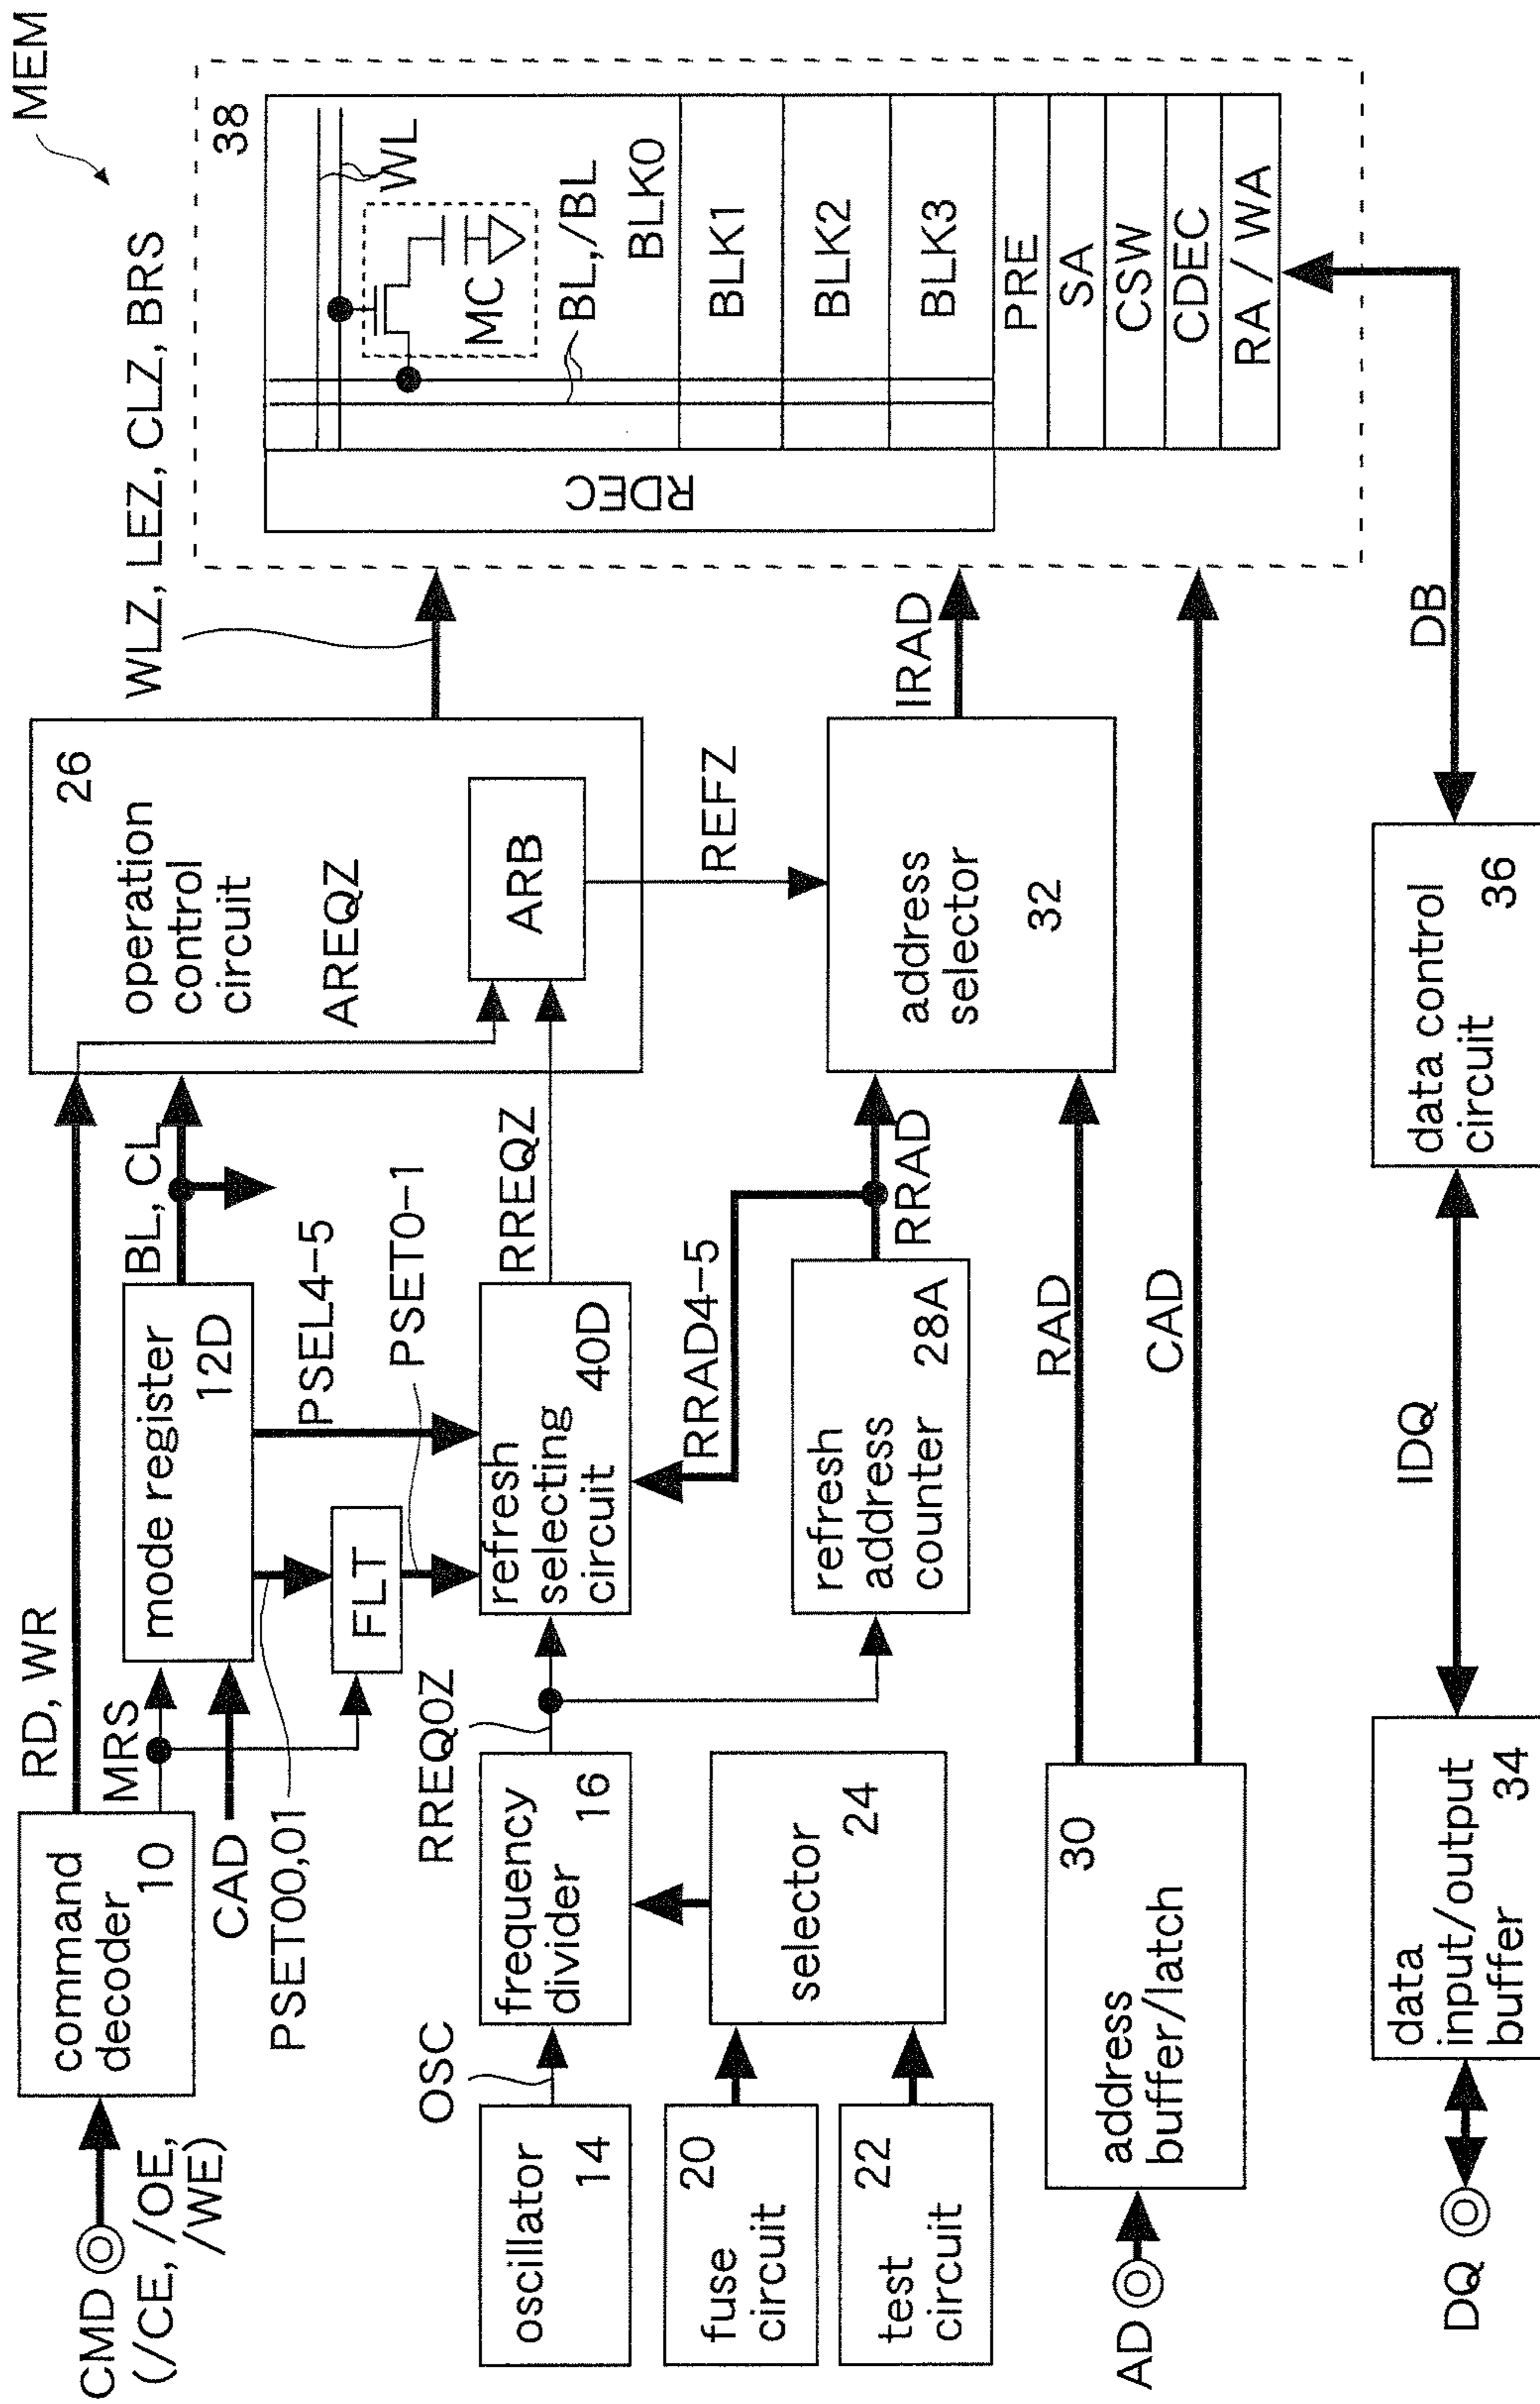 MEM
CMD
(/CE, /OE,
/WE)
command
decoder
10
RD, WR
MRS
CAD
PSET00,01
mode register
12D
BL, CL
PSEL4-5
PSET0-1
FLT
operation
control
circuit
26
AREQZ
ARB
WLZ, LEZ, CLZ, BRS
38
WL
MC
BL,/BL
BLK0
BLK1
BLK2
BLK3
PRE
SA
CSW
CDEC
RA / WA
RDEC
oscillator
14
OSC
frequency
divider
16
RREQ0Z
refresh
selecting
circuit
40D
RREQZ
REFZ
fuse
circuit
20
test
circuit
22
selector
24
RRAD4-5
refresh
address
counter
28A
RRAD
address
selector
32
IRAD
AD
address
buffer/latch
30
RAD
CAD
DQ
data
input/output
buffer
34
IDQ
data control
circuit
36
DB